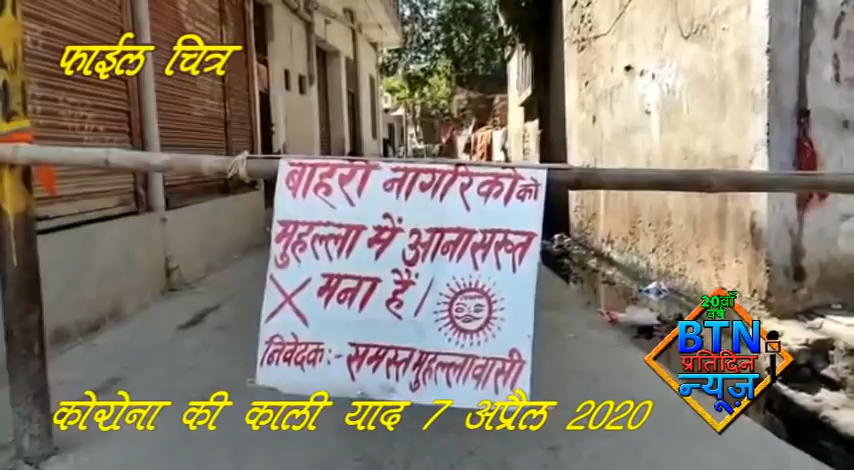 फाईल चित्र
बाहरी नागरिको को
मुहल्ला में आना सख्त
X मना हैं।
निवेदक:- समस्त मुहल्लावासी
20वाँ
वर्ष
BTN
प्रतिदिन
न्यूज़
कोरोना की काली याद 7 अप्रैल 2020